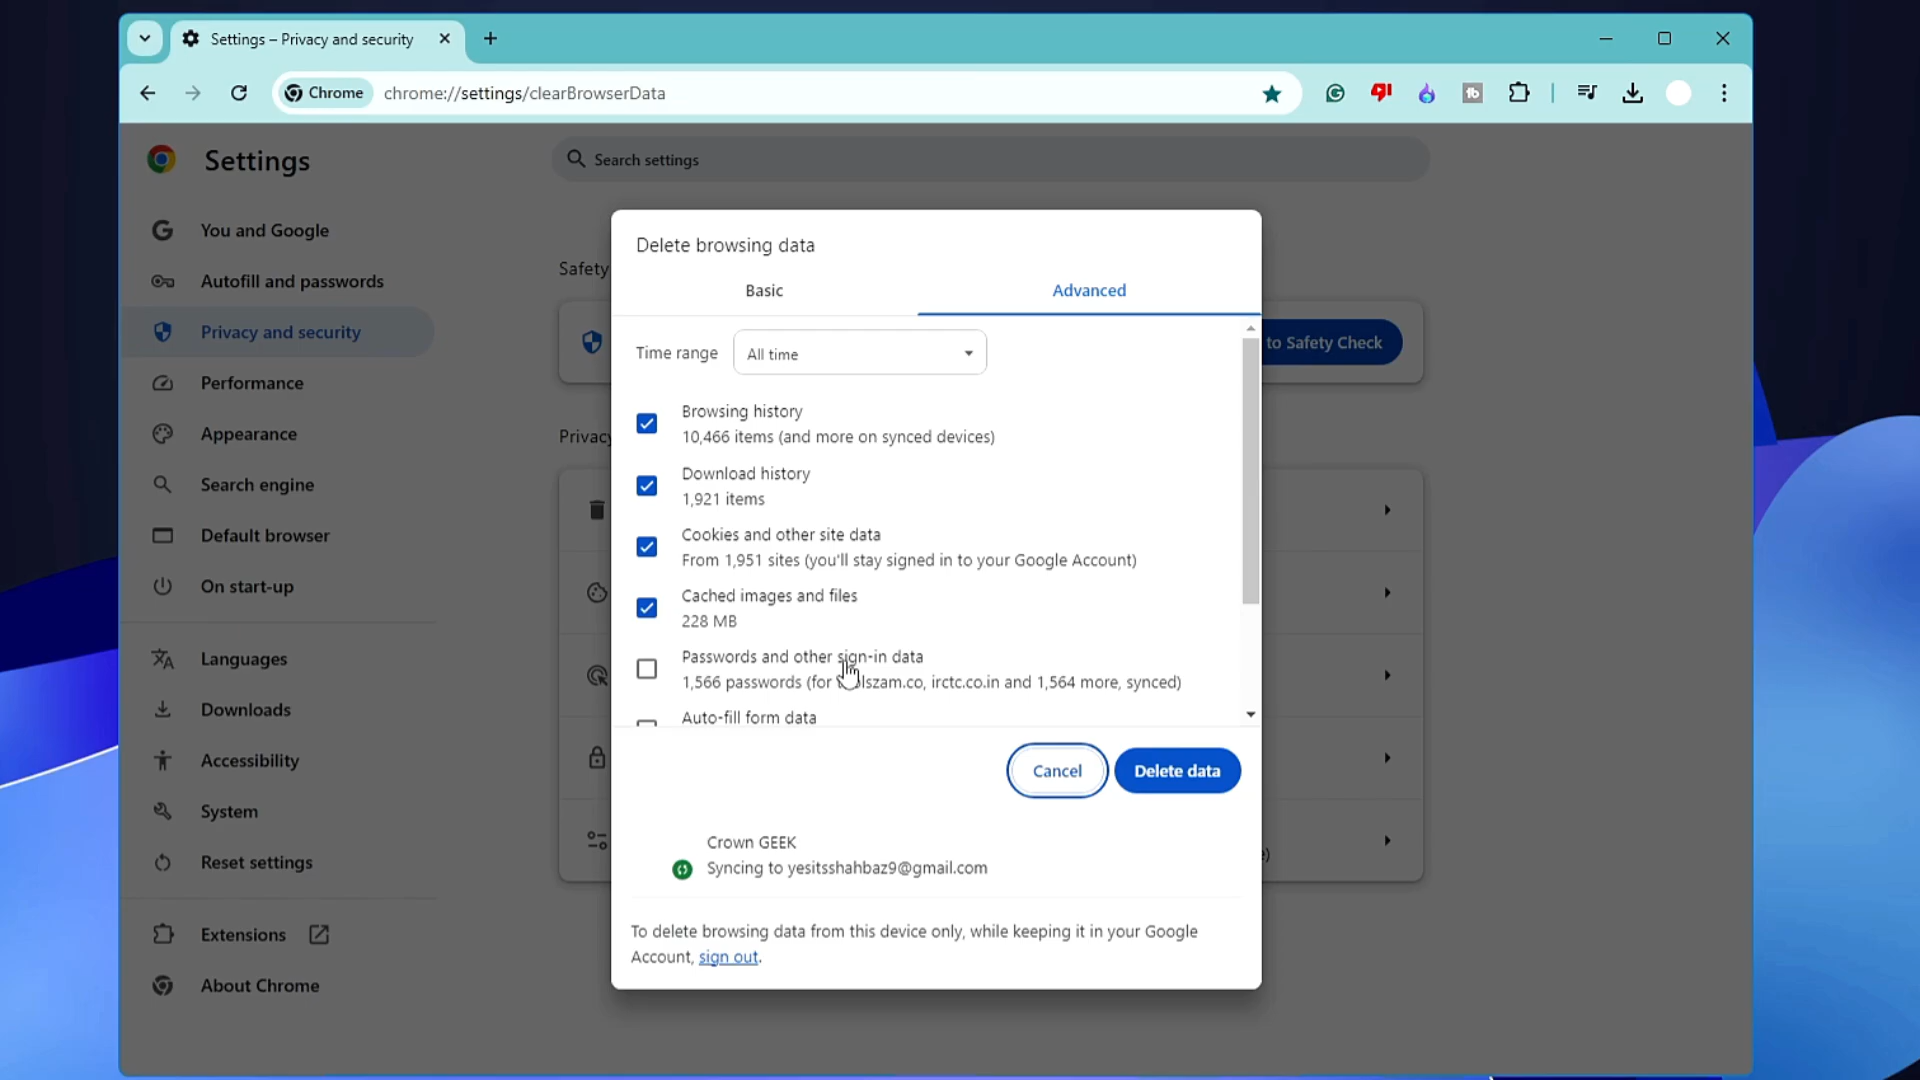 Settings – Privacy and security
Chrome
chrome://settings/clearBrowserData
Settings
Search settings
You and Google
Autofill and passwords
Privacy and security
Performance
Appearance
Search engine
Default browser
On start-up
Languages
Downloads
Accessibility
System
Reset settings
Extensions
About Chrome
Safety
to Safety Check
Privacy
Delete browsing data
Basic
Advanced
Time range
All time
Browsing history
10,466 items (and more on synced devices)
Download history
1,921 items
Cookies and other site data
From 1,951 sites (you'll stay signed in to your Google Account)
Cached images and files
228 MB
Passwords and other sign-in data
1,566 passwords (for irctc.co.in and 1,564 more, synced)
Auto-fill form data
Cancel
Delete data
Crown GEEK
Syncing to yesitsshahbaz9@gmail.com
To delete browsing data from this device only, while keeping it in your Google
Account, sign out.